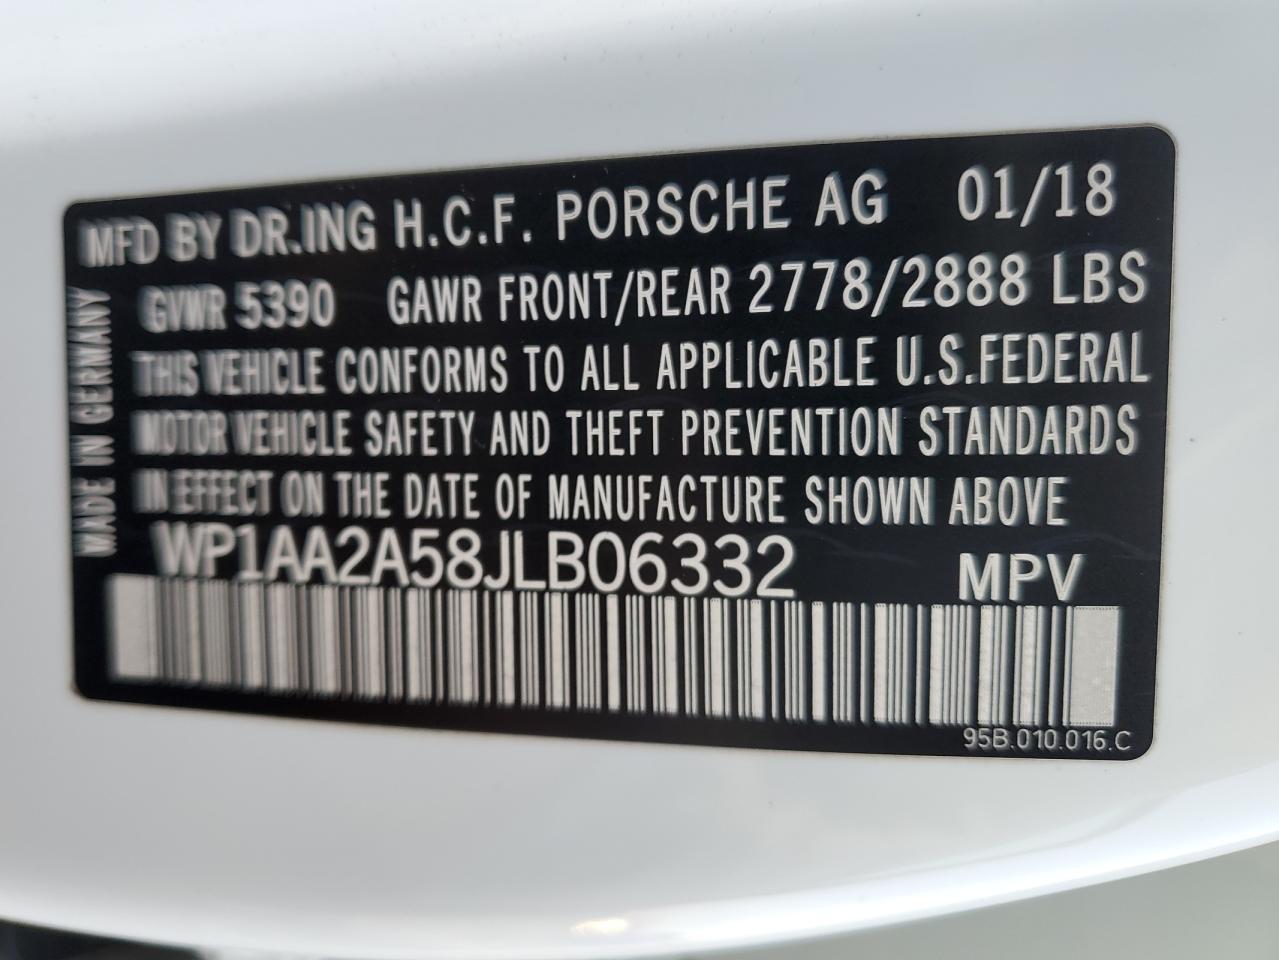 MFD BY DR.ING H.C.F. PORSCHE AG 01/18
GVWR 5390 GAWR FRONT/REAR 2778/2888 LBS
THIS VEHICLE CONFORMS TO ALL APPLICABLE U.S.FEDERAL
MOTOR VEHICLE SAFETY AND THEFT PREVENTION STANDARDS
IN EFFECT ON THE DATE OF MANUFACTURE SHOWN ABOVE
WP1AA2A58JLB06332 MPV
95B.010.016.C
MADE IN GERMANY